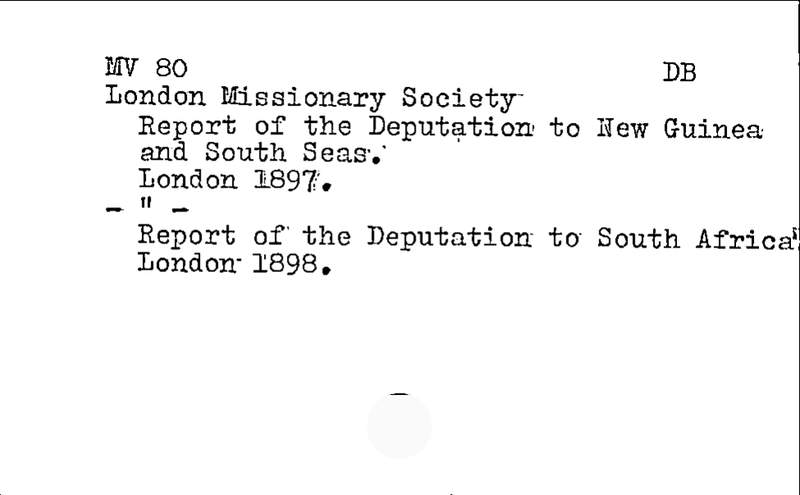 MV 80 DB
London Missionary Society
Report of the Deputation to New Guinea
and South Seas.
London 1897.
- " -
Report of the Deputation to South Africa
London 1898.